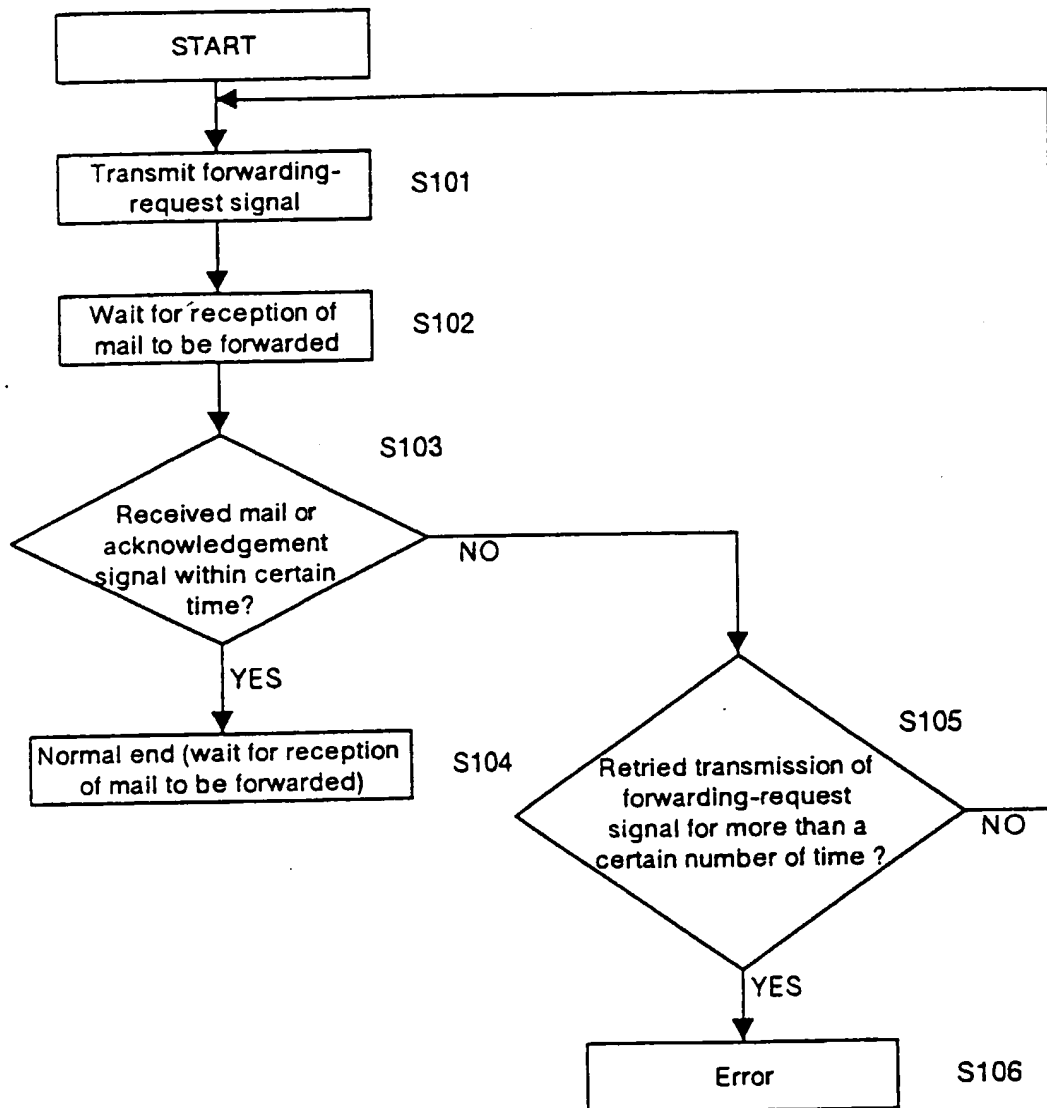 START
Transmit forwarding-
request signal
S101
Wait for reception of
mail to be forwarded
S102
S103
Received mail or
acknowledgement
signal within certain
time?
NO
YES
Normal end (wait for reception
of mail to be forwarded)
S104
S105
Retried transmission of
forwarding-request
signal for more than a
certain number of time ?
NO
YES
Error
S106